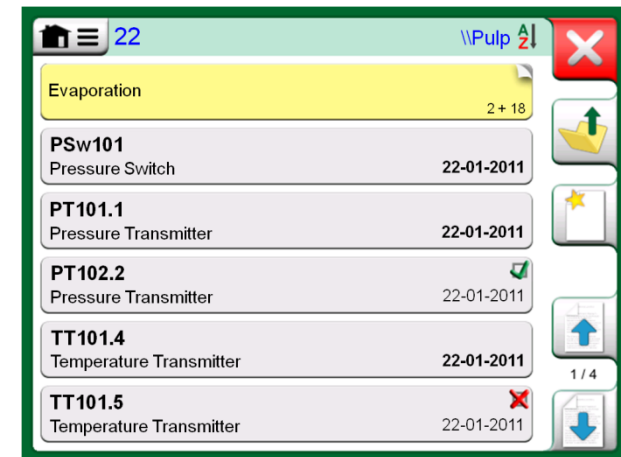 22
\\Pulp A Z
Evaporation
2 + 18
PSw101
Pressure Switch 22-01-2011
PT101.1
Pressure Transmitter 22-01-2011
PT102.2
Pressure Transmitter 22-01-2011
TT101.4
Temperature Transmitter 22-01-2011
1 / 4
TT101.5
Temperature Transmitter 22-01-2011